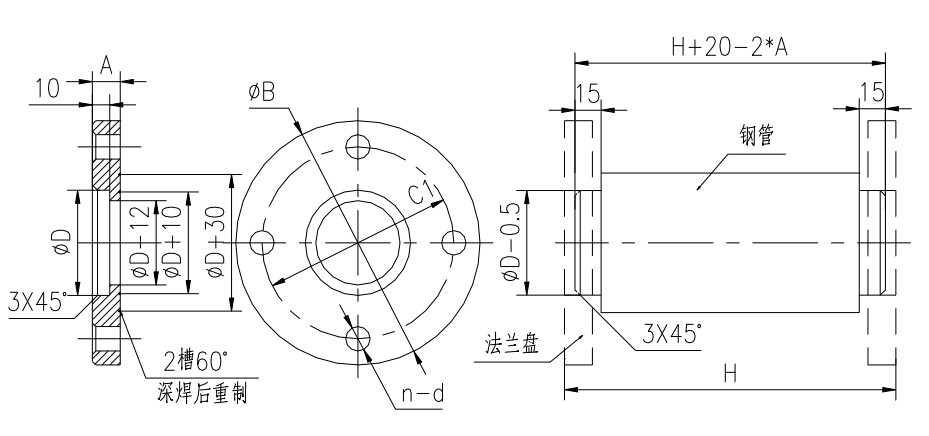 A
10
øD
øD-12
øD+10
øD+30
3X45°
2槽60°
深焊后重制
øB
C1
n-d
H+20-2*A
15
15
钢管
øD-0.5
3X45°
法兰盘
H